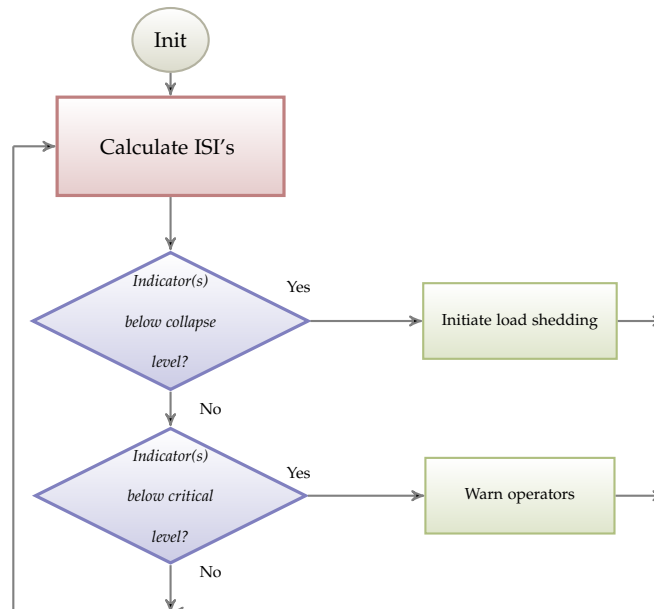 Init
Calculate ISI's
Indicator(s)
below collapse
level?
Yes
Initiate load shedding
No
Indicator(s)
below critical
level?
Yes
Warn operators
No